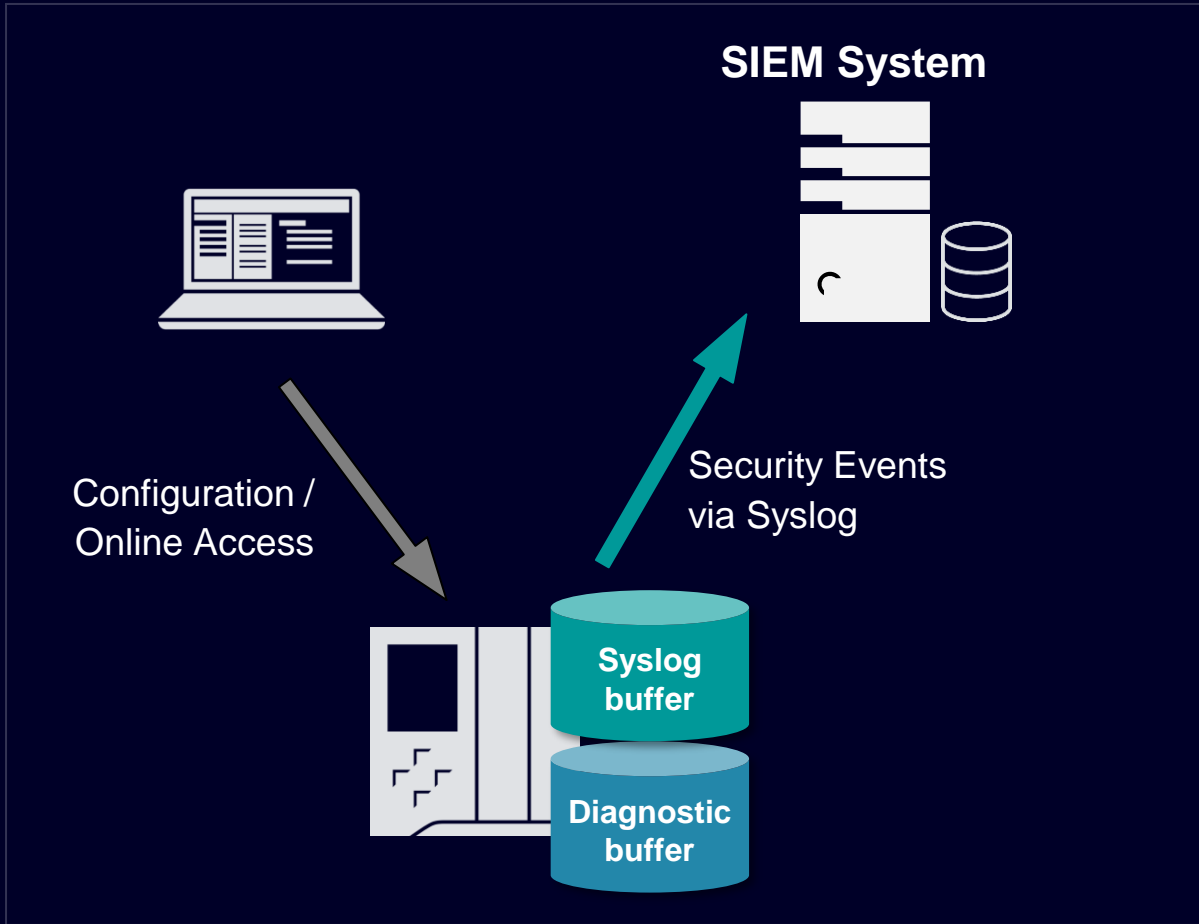 SIEM System
Configuration /
Online Access
Security Events
via Syslog
Syslog
buffer
Diagnostic
buffer